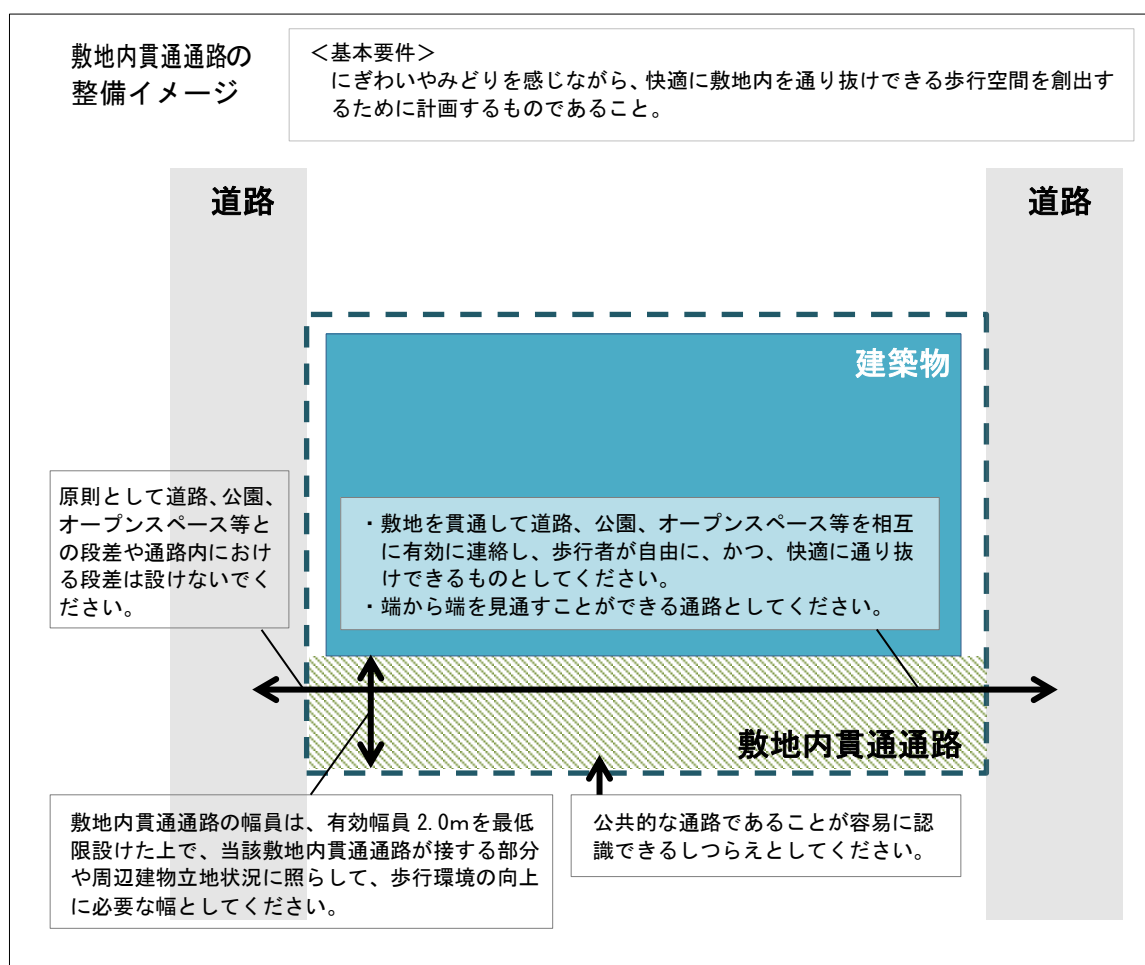 敷地内貫通通路の
整備イメージ
＜基本要件＞
にぎわいやみどりを感じながら、快適に敷地内を通り抜けできる歩行空間を創出す
るために計画するものであること。
道路
道路
建築物
原則として道路、公園、
オープンスペース等と
の段差や通路内におけ
る段差は設けないでく
ださい。
・敷地を貫通して道路、公園、オープンスペース等を相互
に有効に連絡し、歩行者が自由に、かつ、快適に通り抜
けできるものとしてください。
・端から端を見通すことができる通路としてください。
敷地内貫通通路
敷地内貫通通路の幅員は、有効幅員 2.0ｍを最低
限設けた上で、当該敷地内貫通通路が接する部分
や周辺建物立地状況に照らして、歩行環境の向上
に必要な幅としてください。
公共的な通路であることが容易に認
識できるしつらえとしてください。